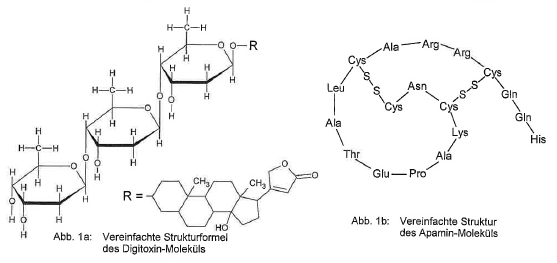 H
H—C—H
H
O
H
O—R
H
H
H
H
O
H
H
H
H—C—H
H
O
H
O
H
H
H
H
O
H
H
H
H—C—H
H
O
H
O
H
H
H
O
H
O
H
H
H
R =
CH₃
CH₃
HO
O
O
Abb. 1a: Vereinfachte Strukturformel
des Digitoxin-Moleküls
Cys Ala Arg Arg Cys Gln Gln His
S S S S
Leu Cys Asn Cys
Ala Lys
Thr Glu Pro Ala
Abb. 1b: Vereinfachte Struktur
des Apamin-Moleküls